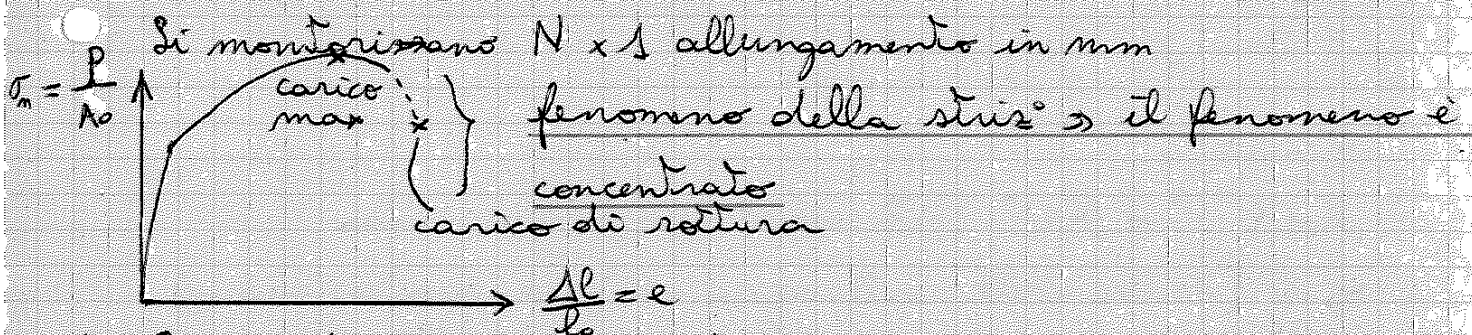 Si monitorizzano N x 1 allungamento in mm
σₙ = P/A₀
carico
max
fenomeno della striz° => il fenomeno è
concentrato
carico di rottura
Δl/l₀ = e